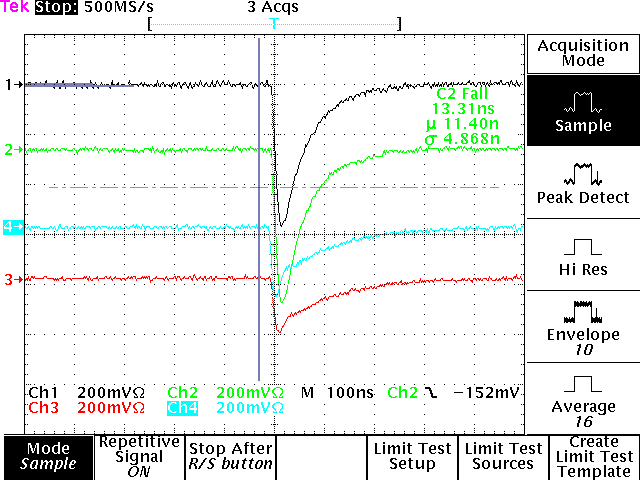 Tek Stop: 500MS/s 3 Acqs
T
Acquisition
Mode
1
C2 Fall
13.31ns
μ 11.40n
σ 4.868n
Sample
2
Peak Detect
4
Hi Res
3
Envelope
10
Average
16
Ch1 200mVΩ Ch2 200mVΩ M 100ns Ch2 -152mV
Ch3 200mVΩ Ch4 200mVΩ
Mode
Sample
Repetitive
Signal
ON
Stop After
R/S button
Limit Test
Setup
Limit Test
Sources
Create
Limit Test
Template